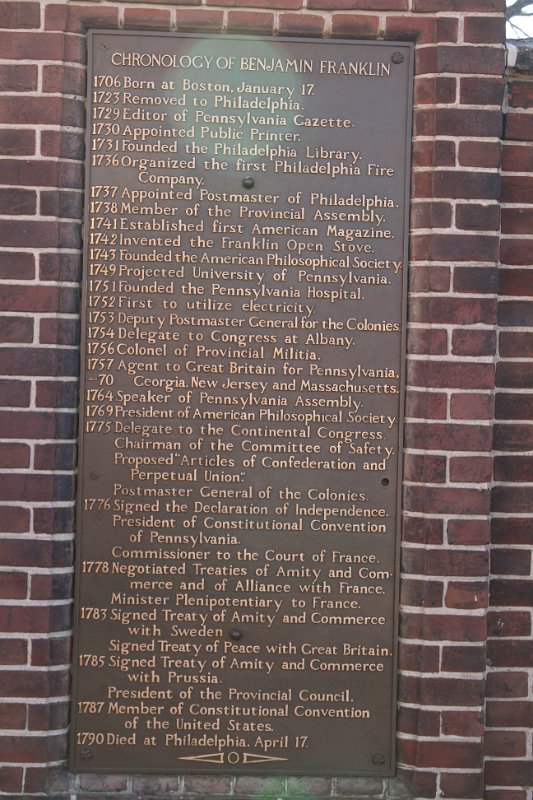 CHRONOLOGY OF BENJAMIN FRANKLIN
1706 Born at Boston, January 17.
1723 Removed to Philadelphia.
1729 Editor of Pennsylvania Gazette.
1730 Appointed Public Printer.
1731 Founded the Philadelphia Library.
1736 Organized the first Philadelphia Fire
Company.
1737 Appointed Postmaster of Philadelphia.
1738 Member of the Provincial Assembly.
1741 Established first American Magazine.
1742 Invented the Franklin Open Stove.
1743 Founded the American Philosophical Society.
1749 Projected University of Pennsylvania.
1751 Founded the Pennsylvania Hospital.
1752 First to utilize electricity.
1753 Deputy Postmaster General for the Colonies.
1754 Delegate to Congress at Albany.
1756 Colonel of Provincial Militia.
1757 Agent to Great Britain for Pennsylvania,
--70 Georgia, New Jersey and Massachusetts.
1764 Speaker of Pennsylvania Assembly.
1769 President of American Philosophical Society.
1775 Delegate to the Continental Congress.
Chairman of the Committee of Safety.
Proposed "Articles of Confederation and
Perpetual Union".
Postmaster General of the Colonies.
1776 Signed the Declaration of Independence.
President of Constitutional Convention
of Pennsylvania.
Commissioner to the Court of France.
1778 Negotiated Treaties of Amity and Com-
merce and of Alliance with France.
Minister Plenipotentiary to France.
1783 Signed Treaty of Amity and Commerce
with Sweden
Signed Treaty of Peace with Great Britain.
1785 Signed Treaty of Amity and Commerce
with Prussia.
President of the Provincial Council.
1787 Member of Constitutional Convention
of the United States.
1790 Died at Philadelphia, April 17.